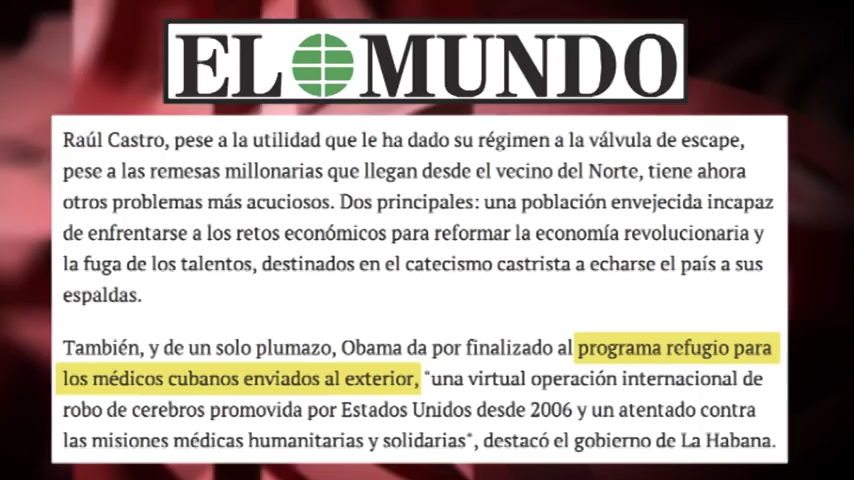 EL MUNDO
Raúl Castro, pese a la utilidad que le ha dado su régimen a la válvula de escape,
pese a las remesas millonarias que llegan desde el vecino del Norte, tiene ahora
otros problemas más acuciosos. Dos principales: una población envejecida incapaz
de enfrentarse a los retos económicos para reformar la economía revolucionaria y
la fuga de los talentos, destinados en el catecismo castrista a echarse el país a sus
espaldas.
También, y de un solo plumazo, Obama da por finalizado al programa refugio para
los médicos cubanos enviados al exterior, "una virtual operación internacional de
robo de cerebros promovida por Estados Unidos desde 2006 y un atentado contra
las misiones médicas humanitarias y solidarias", destacó el gobierno de La Habana.